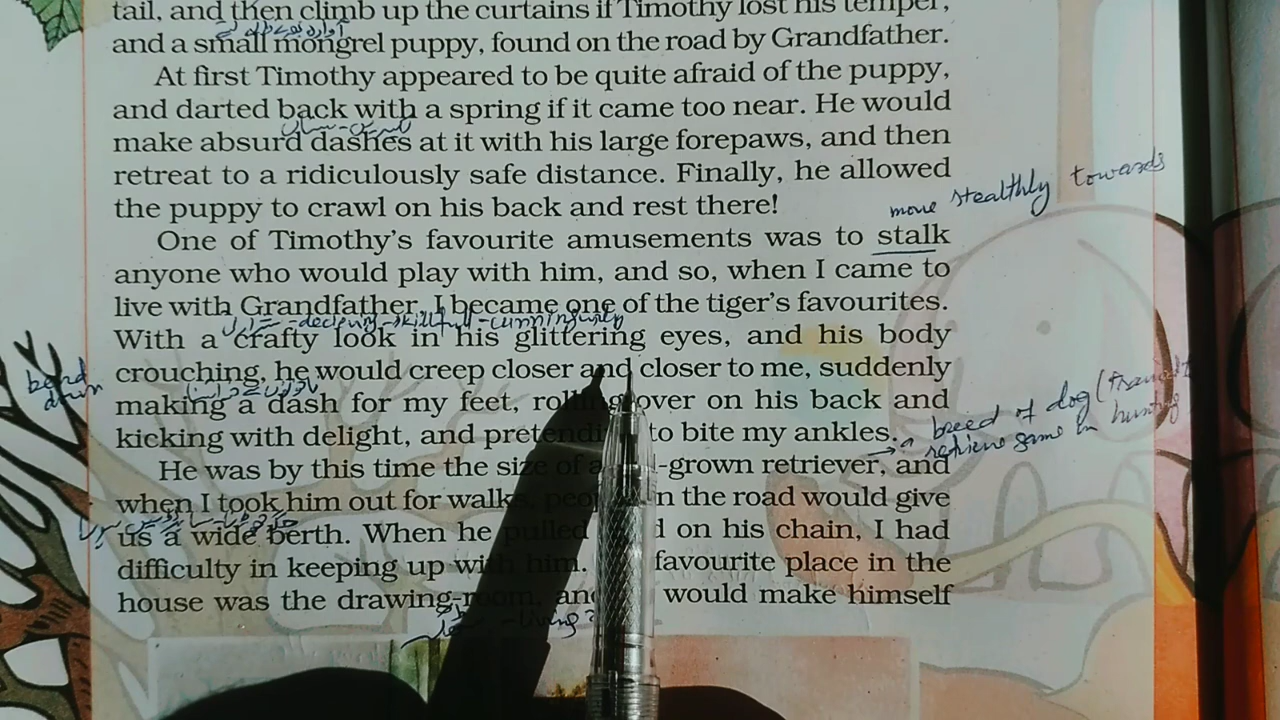 tail, and then climb up the curtains if Timothy lost his temper,
and a small mongrel puppy, found on the road by Grandfather.
At first Timothy appeared to be quite afraid of the puppy,
and darted back with a spring if it came too near. He would
make absurd dashes at it with his large forepaws, and then
retreat to a ridiculously safe distance. Finally, he allowed
the puppy to crawl on his back and rest there!
move stealthly towards
One of Timothy's favourite amusements was to stalk
anyone who would play with him, and so, when I came to
live with Grandfather, I became one of the tiger's favourites.
With a crafty look in his glittering eyes, and his body
bend down
crouching, he would creep closer and closer to me, suddenly
making a dash for my feet, rolling over on his back and
kicking with delight, and pretending to bite my ankles.
breed of dog
retrieve game in hunting
He was by this time the size of a -grown retriever, and
when I took him out for walks, people on the road would give
us a wide berth. When he pulled on his chain, I had
difficulty in keeping up with him. favourite place in the
house was the drawing-room, and would make himself